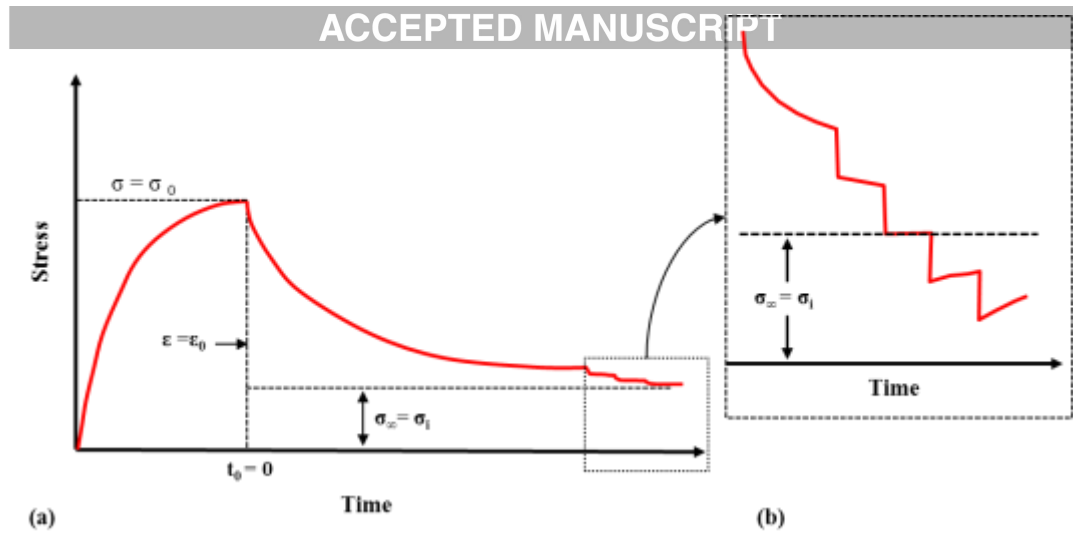 ACCEPTED MANUSCRIPT
σ = σ 0
Stress
ε =ε0
σ∞= σi
t0 = 0
Time
(a)
σ∞= σi
Time
(b)